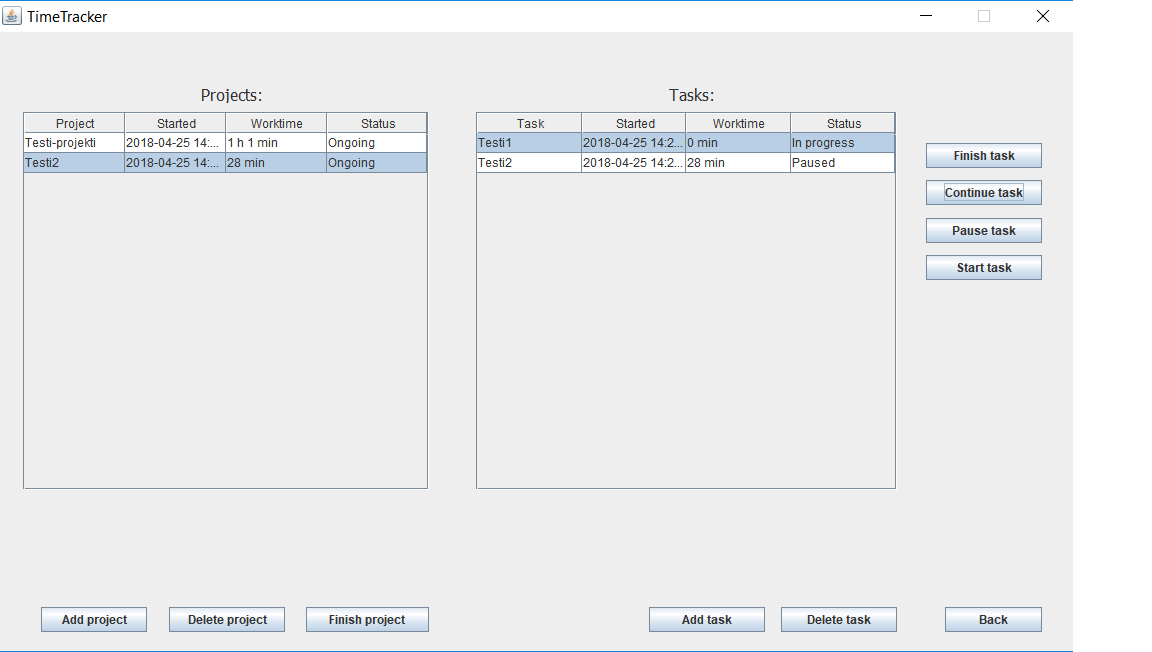 TimeTracker
Projects:
Project Started Worktime Status
Testi-projekti 2018-04-25 14:... 1 h 1 min Ongoing
Testi2 2018-04-25 14:... 28 min Ongoing
Tasks:
Task Started Worktime Status
Testi1 2018-04-25 14:2... 0 min In progress
Testi2 2018-04-25 14:2... 28 min Paused
Finish task
Continue task
Pause task
Start task
Add project Delete project Finish project Add task Delete task Back